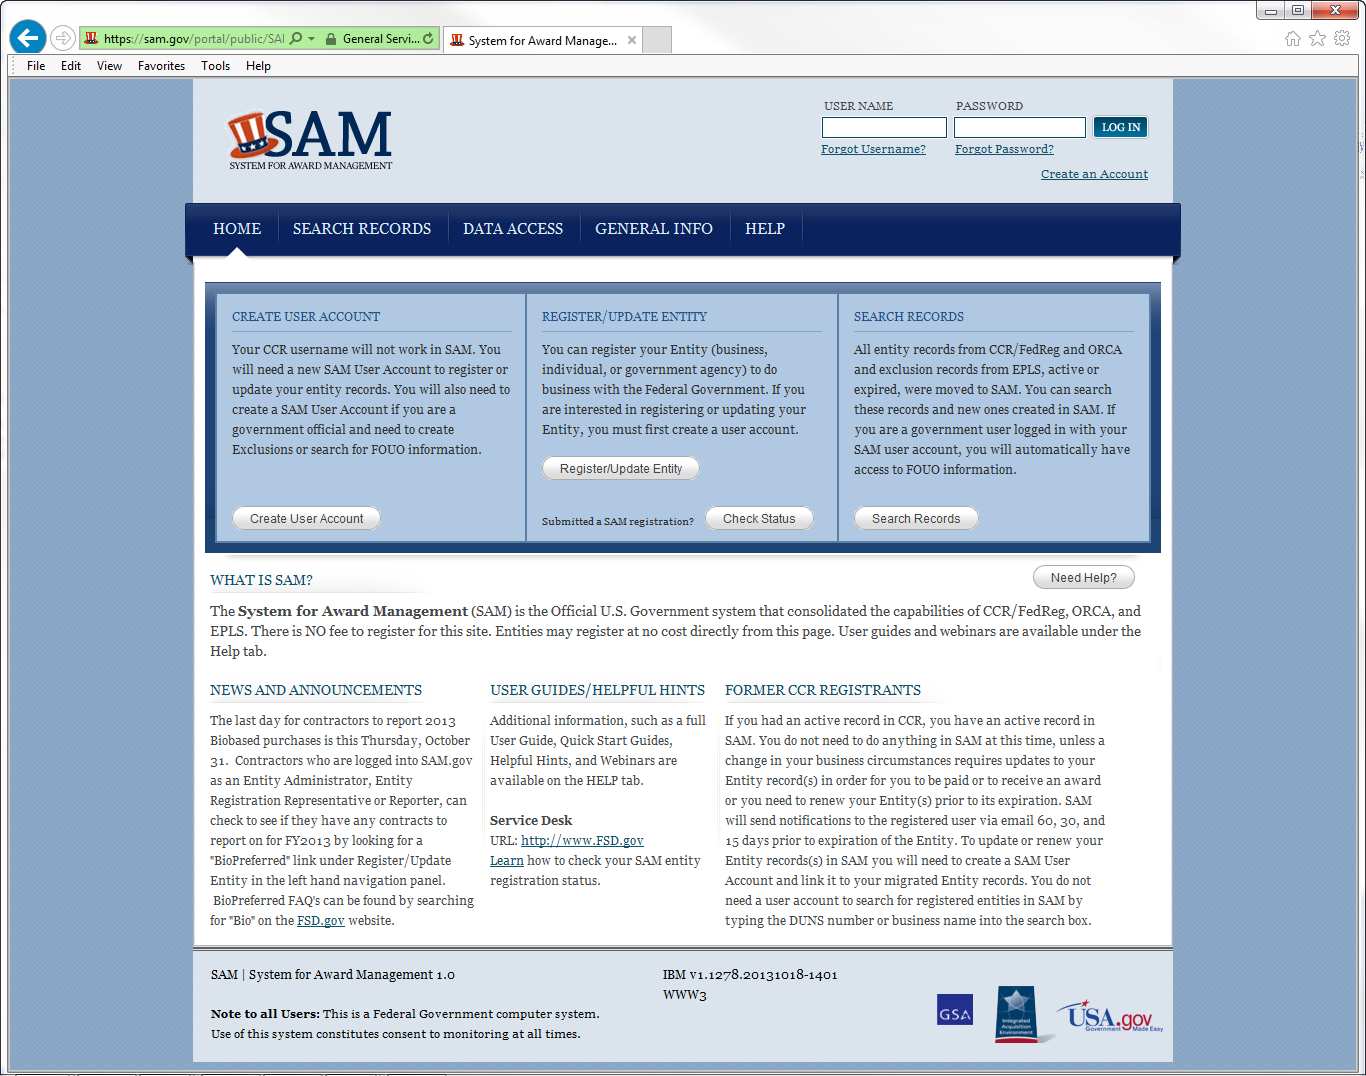 https://sam.gov/portal/public/SAI
General Servi...
System for Award Manage...
File Edit View Favorites Tools Help
SAM
SYSTEM FOR AWARD MANAGEMENT
USER NAME
PASSWORD
LOG IN
Forgot Username?
Forgot Password?
Create an Account
HOME SEARCH RECORDS DATA ACCESS GENERAL INFO HELP
CREATE USER ACCOUNT
Your CCR username will not work in SAM. You
will need a new SAM User Account to register or
update your entity records. You will also need to
create a SAM User Account if you are a
government official and need to create
Exclusions or search for FOUO information.
Create User Account
REGISTER/UPDATE ENTITY
You can register your Entity (business,
individual, or government agency) to do
business with the Federal Government. If you
are interested in registering or updating your
Entity, you must first create a user account.
Register/Update Entity
Submitted a SAM registration?
Check Status
SEARCH RECORDS
All entity records from CCR/FedReg and ORCA
and exclusion records from EPLS, active or
expired, were moved to SAM. You can search
these records and new ones created in SAM. If
you are a government user logged in with your
SAM user account, you will automatically have
access to FOUO information.
Search Records
WHAT IS SAM?
Need Help?
The System for Award Management (SAM) is the Official U.S. Government system that consolidated the capabilities of CCR/FedReg, ORCA, and
EPLS. There is NO fee to register for this site. Entities may register at no cost directly from this page. User guides and webinars are available under the
Help tab.
NEWS AND ANNOUNCEMENTS
The last day for contractors to report 2013
Biobased purchases is this Thursday, October
31.  Contractors who are logged into SAM.gov
as an Entity Administrator, Entity
Registration Representative or Reporter, can
check to see if they have any contracts to
report on for FY2013 by looking for a
"BioPreferred" link under Register/Update
Entity in the left hand navigation panel.
BioPreferred FAQ's can be found by searching
for "Bio" on the FSD.gov website.
USER GUIDES/HELPFUL HINTS
Additional information, such as a full
User Guide, Quick Start Guides,
Helpful Hints, and Webinars are
available on the HELP tab.
Service Desk
URL: http://www.FSD.gov
Learn how to check your SAM entity
registration status.
FORMER CCR REGISTRANTS
If you had an active record in CCR, you have an active record in
SAM. You do not need to do anything in SAM at this time, unless a
change in your business circumstances requires updates to your
Entity record(s) in order for you to be paid or to receive an award
or you need to renew your Entity(s) prior to its expiration. SAM
will send notifications to the registered user via email 60, 30, and
15 days prior to expiration of the Entity. To update or renew your
Entity records(s) in SAM you will need to create a SAM User
Account and link it to your migrated Entity records. You do not
need a user account to search for registered entities in SAM by
typing the DUNS number or business name into the search box.
SAM | System for Award Management 1.0
IBM v1.1278.20131018-1401
WWW3
Note to all Users: This is a Federal Government computer system.
Use of this system constitutes consent to monitoring at all times.
GSA
Integrated
Acquisition
Environment
USA.gov
Government Made Easy